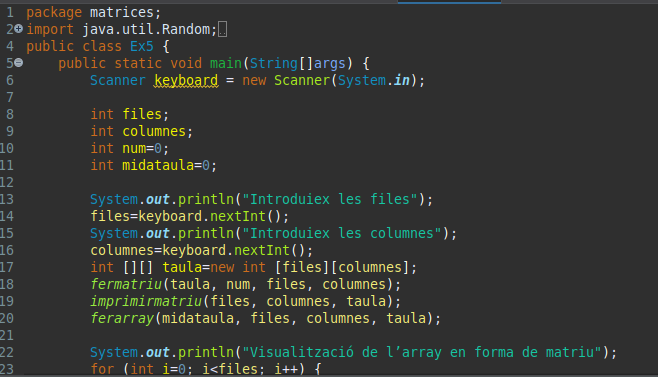 1 package matrices;
2 import java.util.Random;
4 public class Ex5 {
5 public static void main(String[]args) {
6 Scanner keyboard = new Scanner(System.in);
7
8 int files;
9 int columnes;
10 int num=0;
11 int midataula=0;
12
13 System.out.println("Introduiex les files");
14 files=keyboard.nextInt();
15 System.out.println("Introduiex les columnes");
16 columnes=keyboard.nextInt();
17 int [][] taula=new int [files][columnes];
18 fermatriu(taula, num, files, columnes);
19 imprimirmatriu(files, columnes, taula);
20 ferarray(midataula, files, columnes, taula);
21
22 System.out.println("Visualització de l’array en forma de matriu");
23 for (int i=0; i<files; i++) {